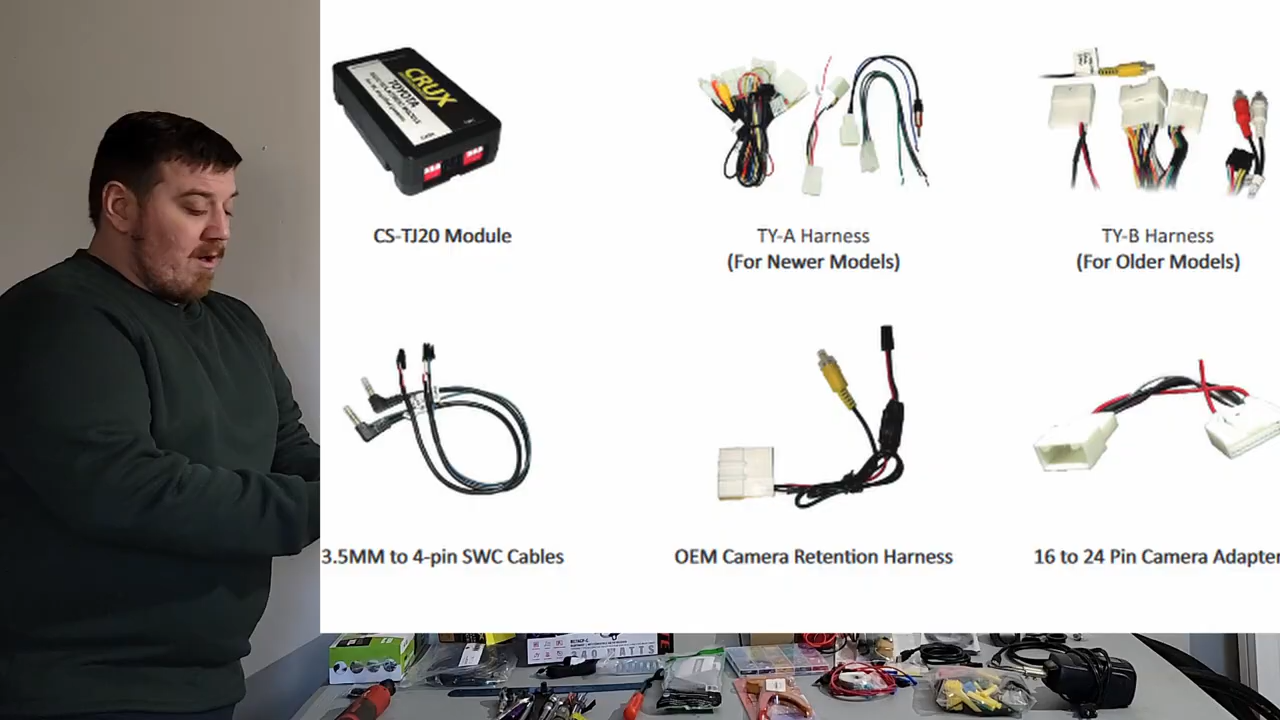 CRUX
TOYOTA
CS-TJ20 Module
TY-A Harness
(For Newer Models)
TY-B Harness
(For Older Models)
3.5MM to 4-pin SWC Cables
OEM Camera Retention Harness
16 to 24 Pin Camera Adapter
340 WATTS